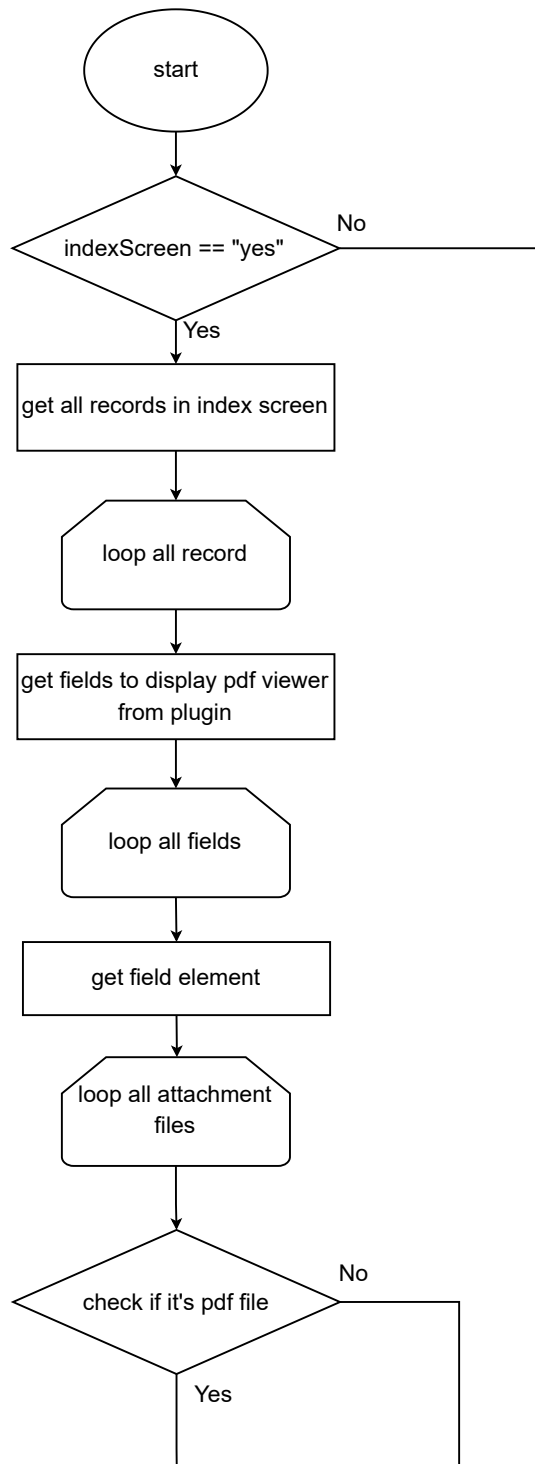 start
indexScreen == "yes"
No
Yes
get all records in index screen
loop all record
get fields to display pdf viewer
from plugin
loop all fields
get field element
loop all attachment
files
check if it's pdf file
No
Yes